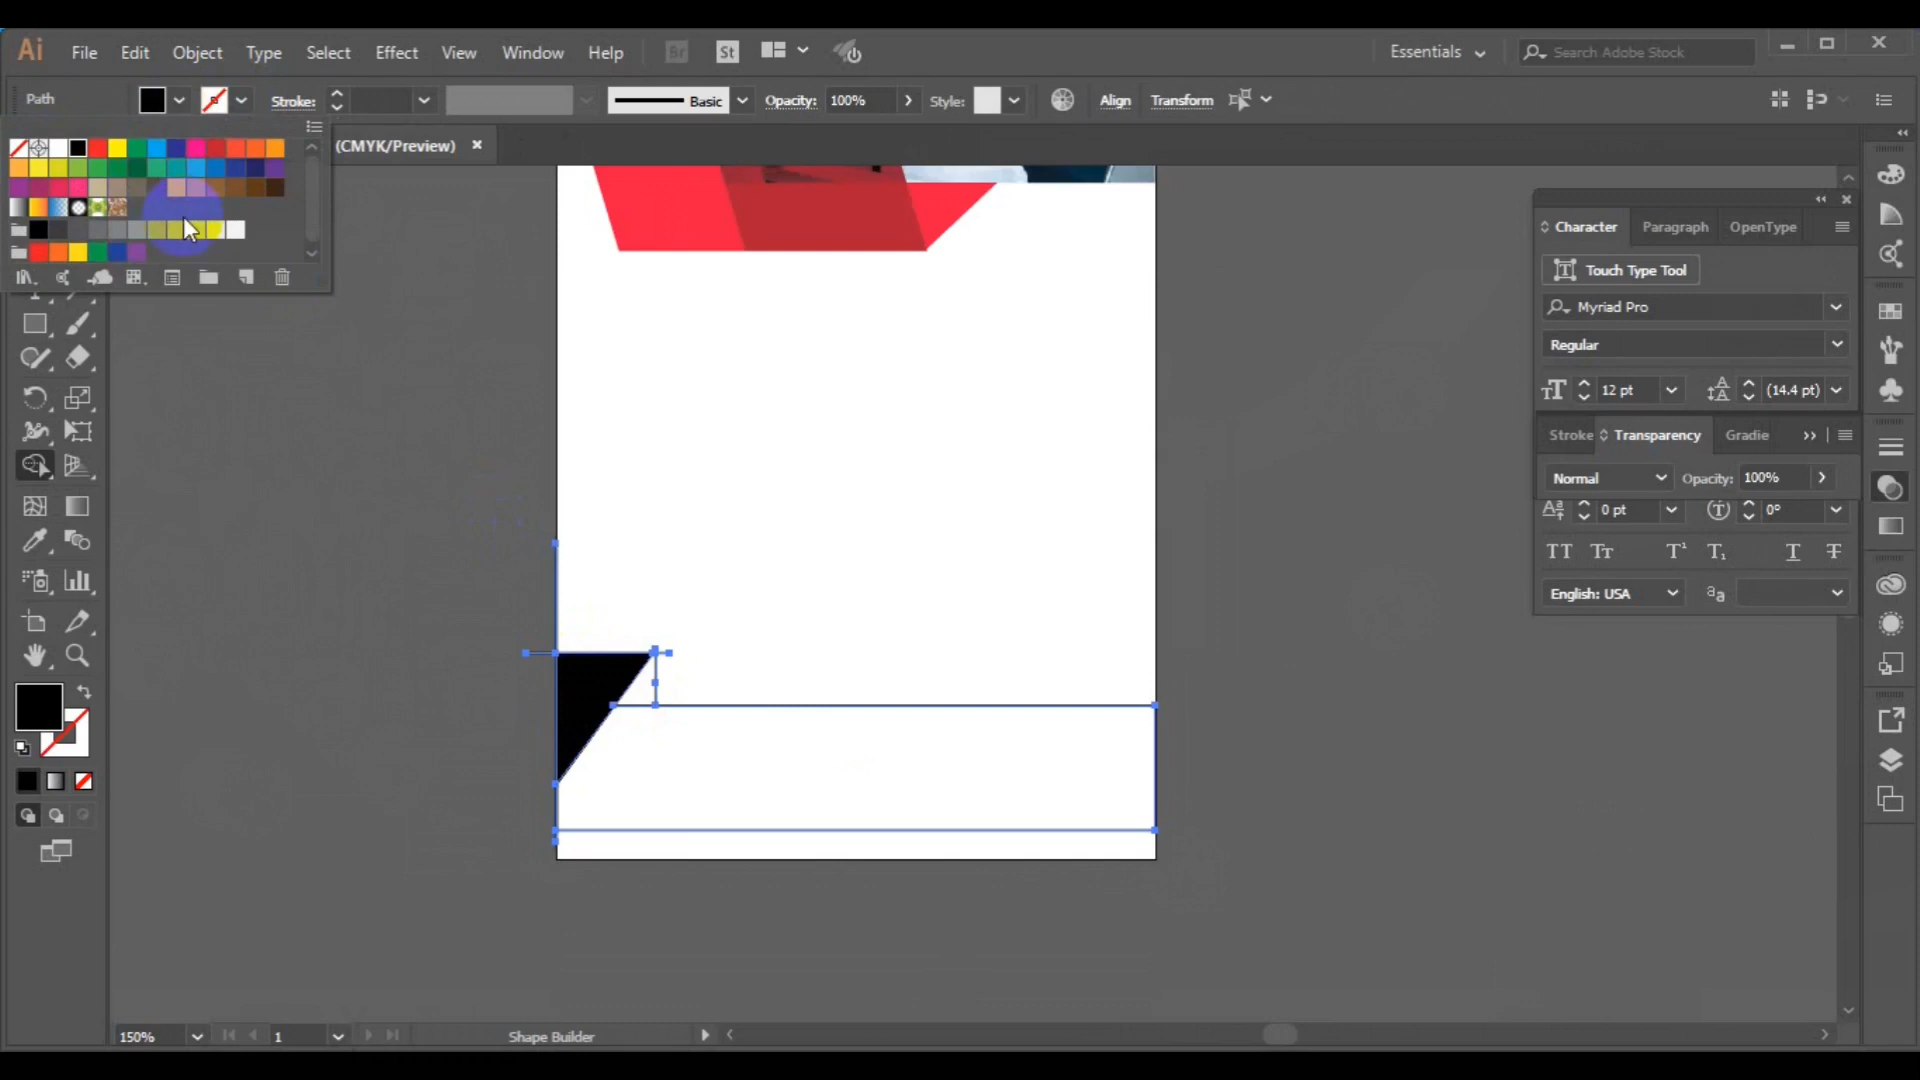 Ai File Edit Object Type Select Effect View Window Help Br St Essentials Search Adobe Stock
Path Stroke: Basic Opacity: 100% Style: Align Transform
(CMYK/Preview) ×
Character Paragraph OpenType
Touch Type Tool
Myriad Pro
Regular
12 pt (14.4 pt)
Stroke Transparency Gradie
Normal Opacity: 100%
0 pt 0°
English: USA
150% 1 Shape Builder